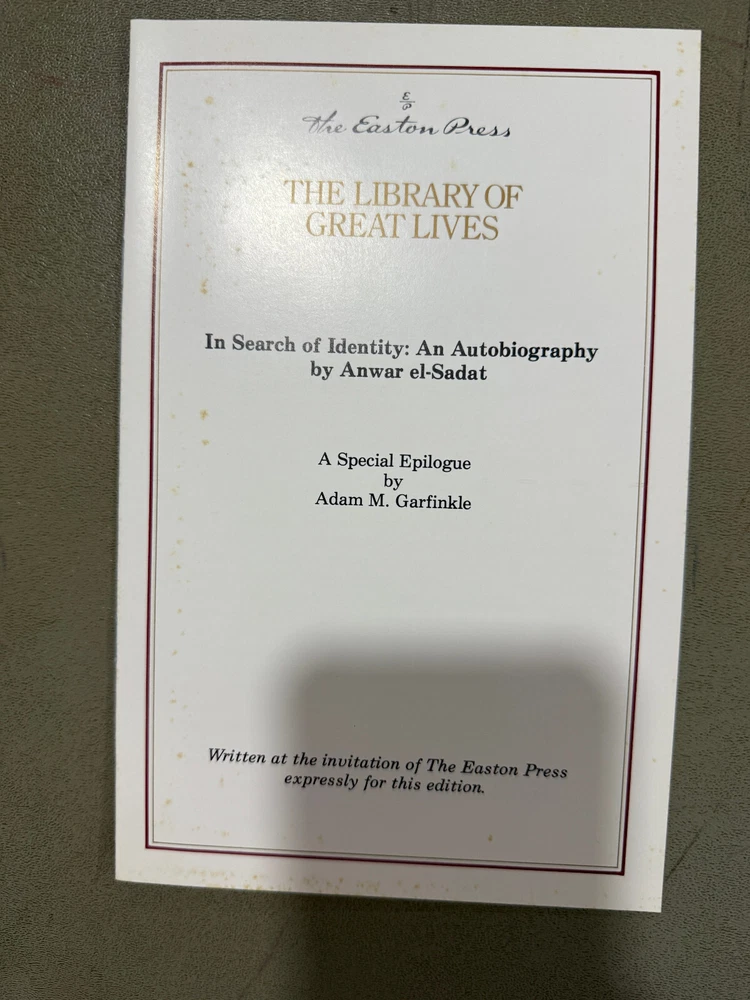 The Easton Press
THE LIBRARY OF
GREAT LIVES
In Search of Identity: An Autobiography
by Anwar el-Sadat
A Special Epilogue
by
Adam M. Garfinkle
Written at the invitation of The Easton Press
expressly for this edition.